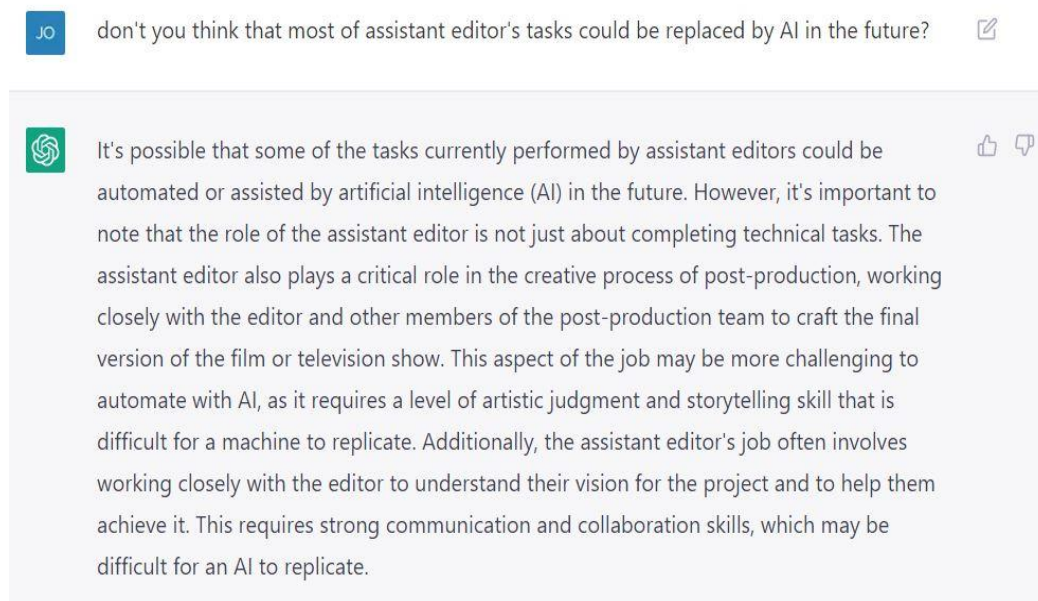 JO
don't you think that most of assistant editor's tasks could be replaced by AI in the future?
It's possible that some of the tasks currently performed by assistant editors could be
automated or assisted by artificial intelligence (AI) in the future. However, it's important to
note that the role of the assistant editor is not just about completing technical tasks. The
assistant editor also plays a critical role in the creative process of post-production, working
closely with the editor and other members of the post-production team to craft the final
version of the film or television show. This aspect of the job may be more challenging to
automate with AI, as it requires a level of artistic judgment and storytelling skill that is
difficult for a machine to replicate. Additionally, the assistant editor's job often involves
working closely with the editor to understand their vision for the project and to help them
achieve it. This requires strong communication and collaboration skills, which may be
difficult for an AI to replicate.